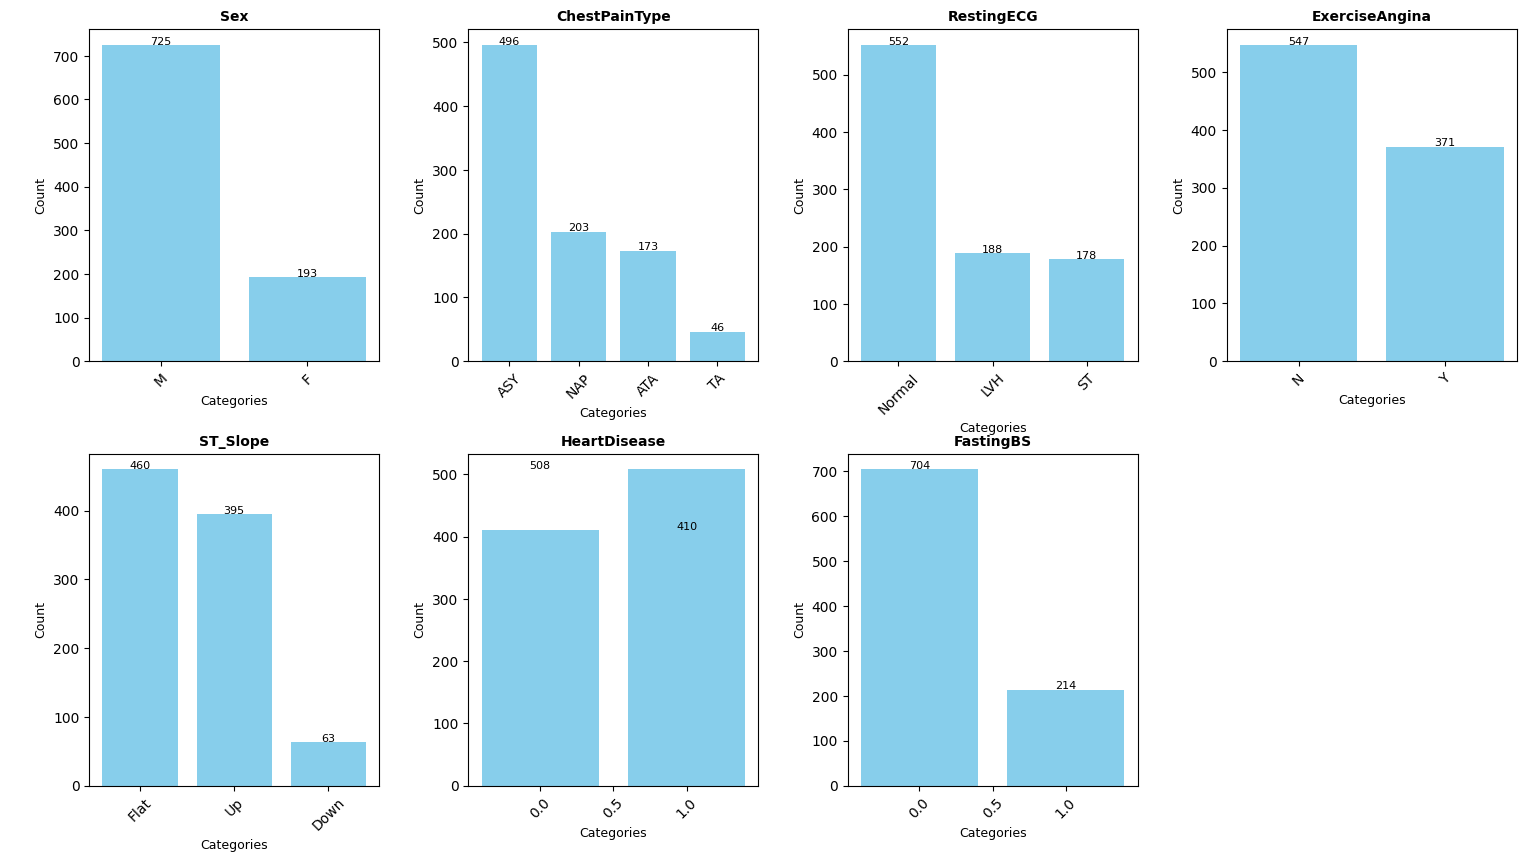 Sex
725
193
700
600
500
400
300
200
100
0
Count
M
F
Categories
ChestPainType
496
203
173
46
500
400
300
200
100
0
Count
ASY
NAP
ATA
TA
Categories
RestingECG
552
188
178
500
400
300
200
100
0
Count
Normal
LVH
ST
Categories
ExerciseAngina
547
371
500
400
300
200
100
0
Count
N
Y
Categories
ST_Slope
460
395
63
400
300
200
100
0
Count
Flat
Up
Down
Categories
HeartDisease
508
410
500
400
300
200
100
0
Count
0.0
0.5
1.0
Categories
FastingBS
704
214
700
600
500
400
300
200
100
0
Count
0.0
0.5
1.0
Categories